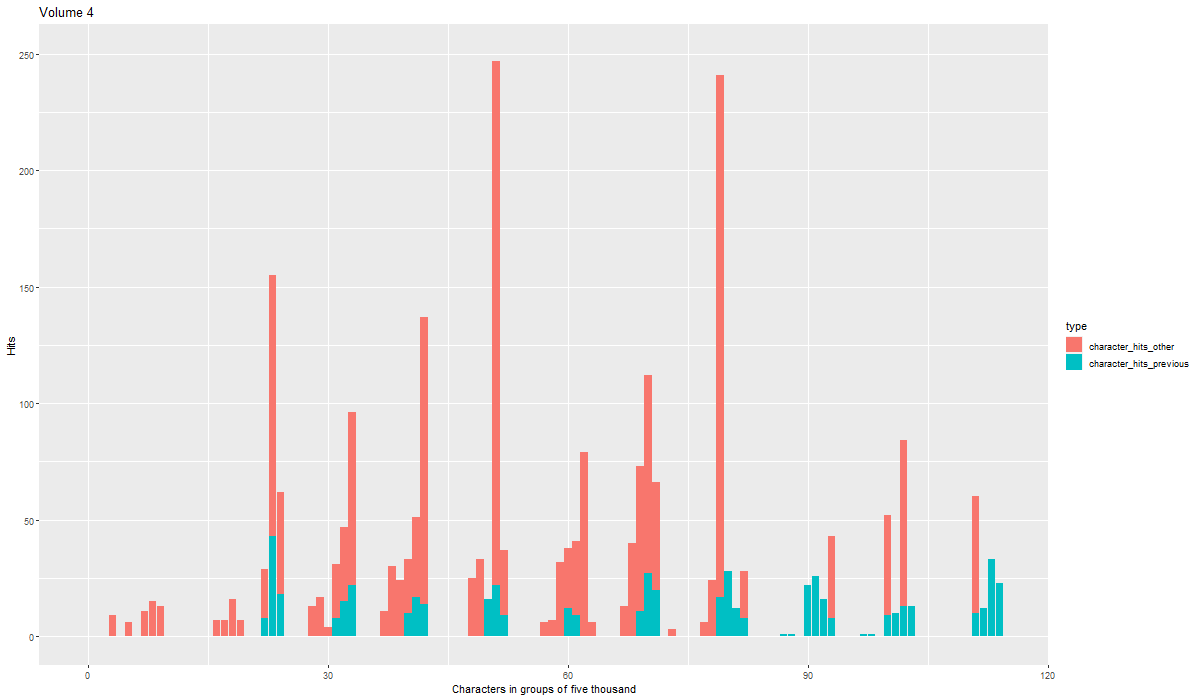 Volume 4
250
200
150
100
50
0
Hits
0
30
60
90
120
Characters in groups of five thousand
type
character_hits_other
character_hits_previous